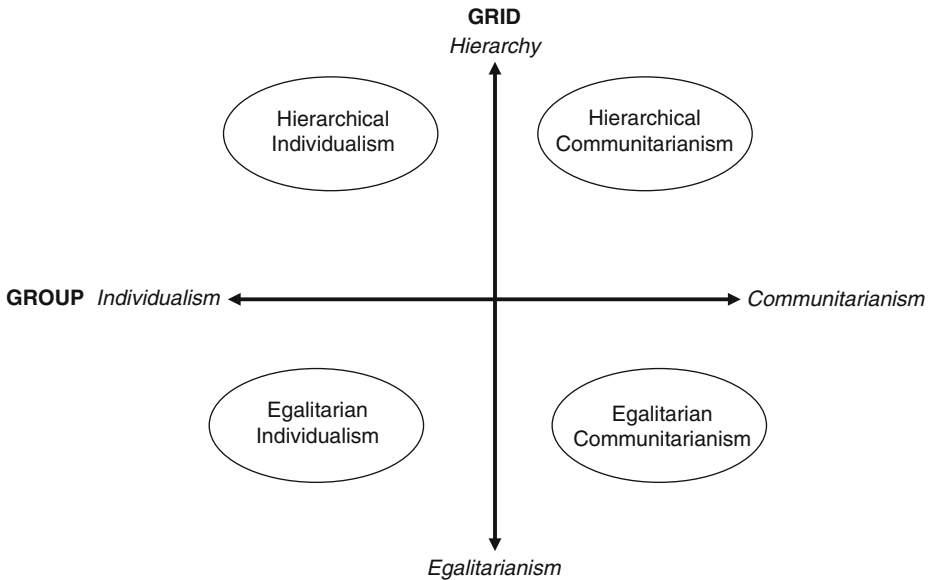 GRID
Hierarchy
Hierarchical
Individualism
Hierarchical
Communitarianism
GROUP Individualism
Communitarianism
Egalitarian
Individualism
Egalitarian
Communitarianism
Egalitarianism